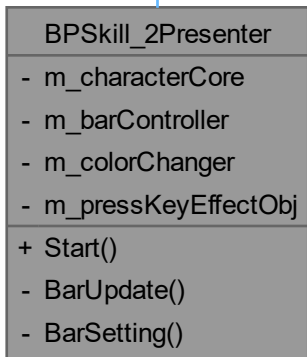 BPSkill_2Presenter
- m_characterCore
- m_barController
- m_colorChanger
- m_pressKeyEffectObj
+ Start()
- BarUpdate()
- BarSetting()